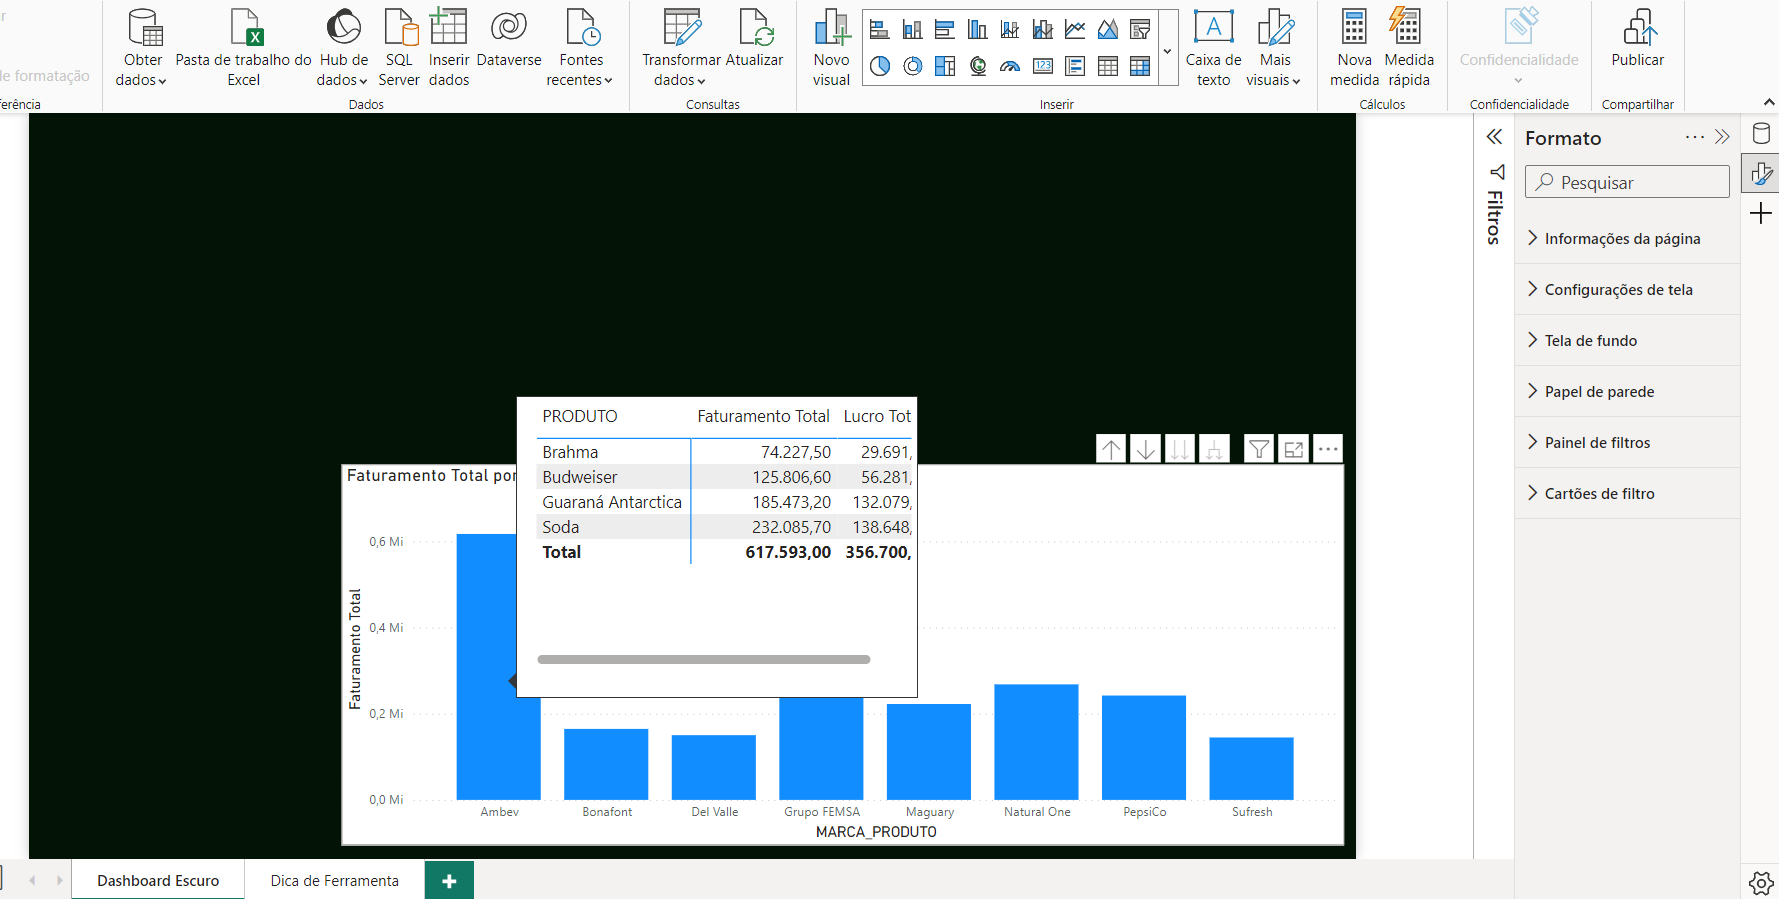 r
de formatação
ferência
Obter
dados
Pasta de trabalho do
Excel
Hub de
dados
SQL
Server
Inserir
dados
Dataverse
Fontes
recentes
Dados
Transformar
dados
Atualizar
Consultas
Novo
visual
Caixa de
texto
Mais
visuais
Inserir
Nova
medida
Medida
rápida
Cálculos
Confidencialidade
Confidencialidade
Publicar
Compartilhar
Filtros
Formato
Pesquisar
Informações da página
Configurações de tela
Tela de fundo
Papel de parede
Painel de filtros
Cartões de filtro
PRODUTO Faturamento Total Lucro Tot
Brahma 74.227,50 29.691,
Budweiser 125.806,60 56.281,
Guaraná Antarctica 185.473,20 132.079,
Soda 232.085,70 138.648,
Total 617.593,00 356.700,
Faturamento Total por
Faturamento Total
0,6 Mi
0,4 Mi
0,2 Mi
0,0 Mi
Ambev Bonafont Del Valle Grupo FEMSA Maguary Natural One PepsiCo Sufresh
MARCA_PRODUTO
Dashboard Escuro Dica de Ferramenta